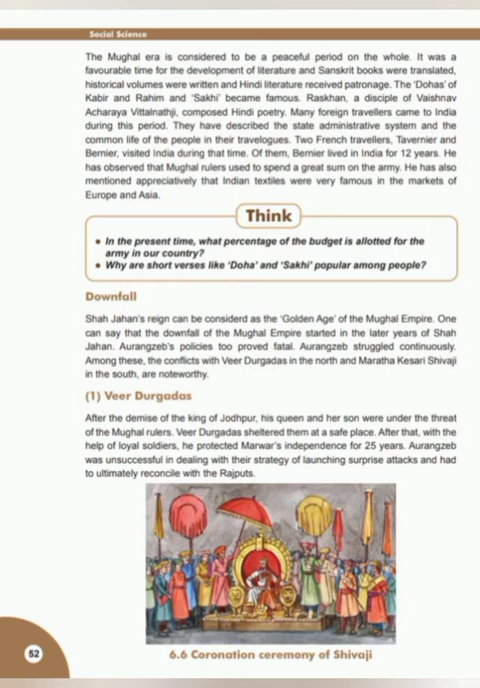 Social Science
The Mughal era is considered to be a peaceful period on the whole. It was a
favourable time for the development of literature and Sanskrit books were translated,
historical volumes were written and Hindi literature received patronage. The 'Dohas' of
Kabir and Rahim and 'Sakhi' became famous. Raskhan, a disciple of Vaishnav
Acharaya Vittalnathji, composed Hindi poetry. Many foreign travellers came to India
during this period. They have described the state administrative system and the
common life of the people in their travelogues. Two French travellers, Tavernier and
Bernier, visited India during that time. Of them, Bernier lived in India for 12 years. He
has observed that Mughal rulers used to spend a great sum on the army. He has also
mentioned appreciatively that Indian textiles were very famous in the markets of
Europe and Asia.
Think
• In the present time, what percentage of the budget is allotted for the
army in our country?
• Why are short verses like 'Doha' and 'Sakhi' popular among people?
Downfall
Shah Jahan's reign can be considerd as the 'Golden Age' of the Mughal Empire. One
can say that the downfall of the Mughal Empire started in the later years of Shah
Jahan. Aurangzeb's policies too proved fatal. Aurangzeb struggled continuously.
Among these, the conflicts with Veer Durgadas in the north and Maratha Kesari Shivaji
in the south, are noteworthy.
(1) Veer Durgadas
After the demise of the king of Jodhpur, his queen and her son were under the threat
of the Mughal rulers. Veer Durgadas sheltered them at a safe place. After that, with the
help of loyal soldiers, he protected Marwar's independence for 25 years. Aurangzeb
was unsuccessful in dealing with their strategy of launching surprise attacks and had
to ultimately reconcile with the Rajputs.
6.6 Coronation ceremony of Shivaji
52